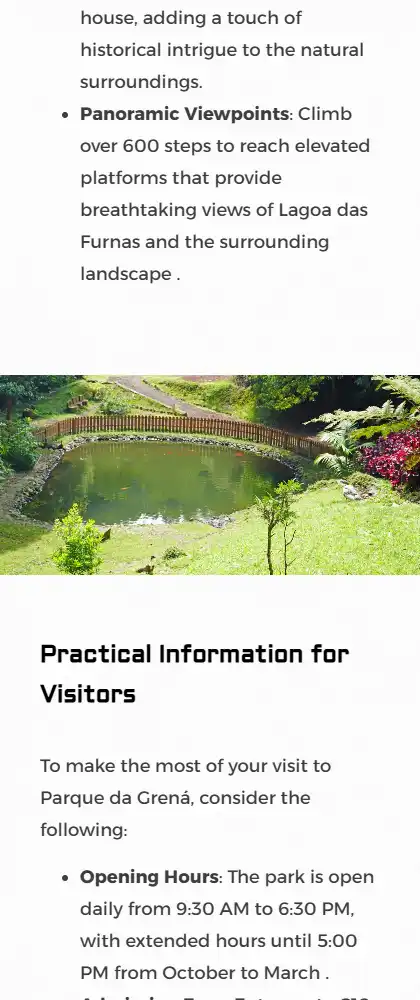 house, adding a touch of
historical intrigue to the natural
surroundings.
• Panoramic Viewpoints: Climb
over 600 steps to reach elevated
platforms that provide
breathtaking views of Lagoa das
Furnas and the surrounding
landscape .
Practical Information for
Visitors
To make the most of your visit to
Parque da Grená, consider the
following:
• Opening Hours: The park is open
daily from 9:30 AM to 6:30 PM,
with extended hours until 5:00
PM from October to March .